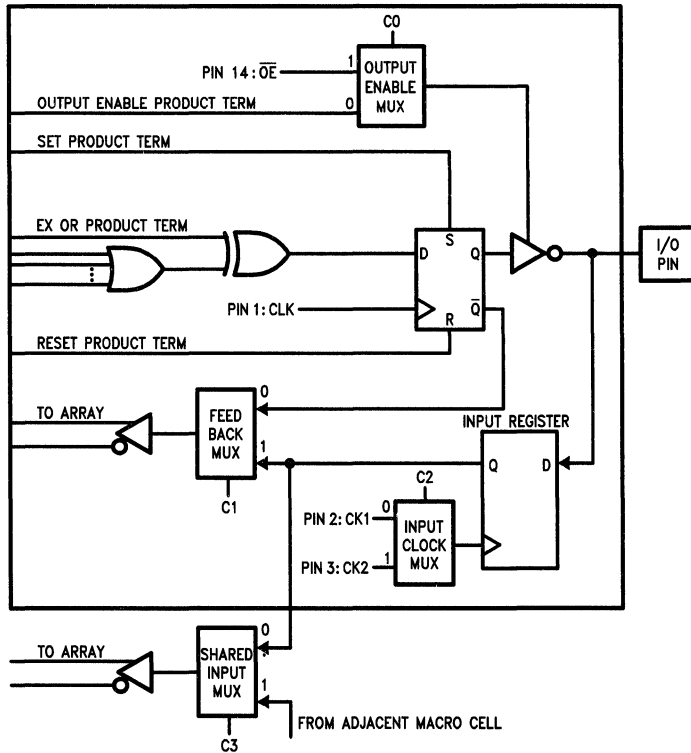 C0
1
PIN 14: O̅E̅
OUTPUT
ENABLE
MUX
0
OUTPUT ENABLE PRODUCT TERM
SET PRODUCT TERM
EX OR PRODUCT TERM
S
D
Q
Q̅
R
PIN 1: CLK
I/O
PIN
RESET PRODUCT TERM
TO ARRAY
FEED
BACK
MUX
0
1
C1
INPUT REGISTER
Q
D
C2
PIN 2: CK1
0
INPUT
CLOCK
MUX
PIN 3: CK2
1
TO ARRAY
SHARED
INPUT
MUX
0
1
C3
FROM ADJACENT MACRO CELL